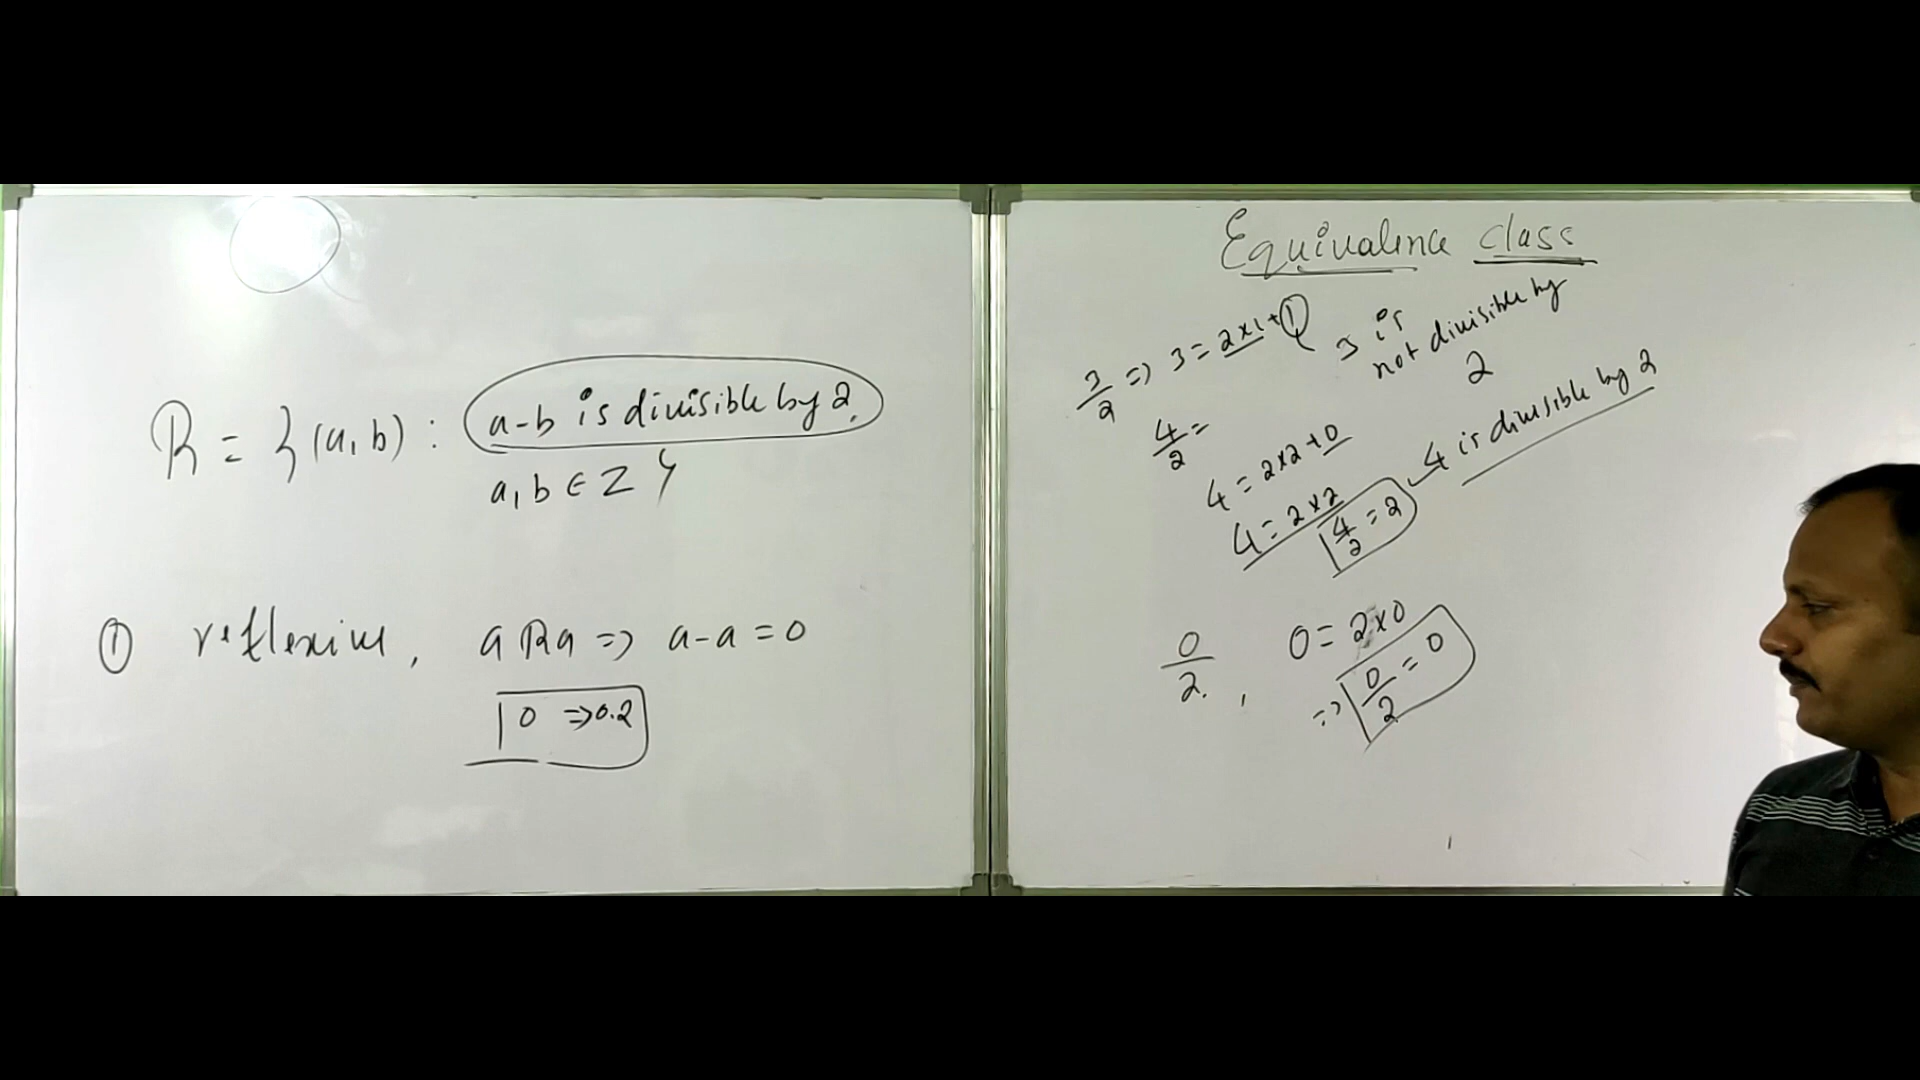 R = {(a, b) : a-b is divisible by 2,
a, b ∈ Z }
① reflexive, a R a => a-a = 0
0 => 0.2
Equivalence class
3/2 => 3 = 2×1 + 1
3 is
not divisible by
2
4/2 =
4 = 2×2+0
4 = 2×2
4/2 = 2
4 is divisible by 2
0/2 , 0 = 2×0
=> 0/2 = 0